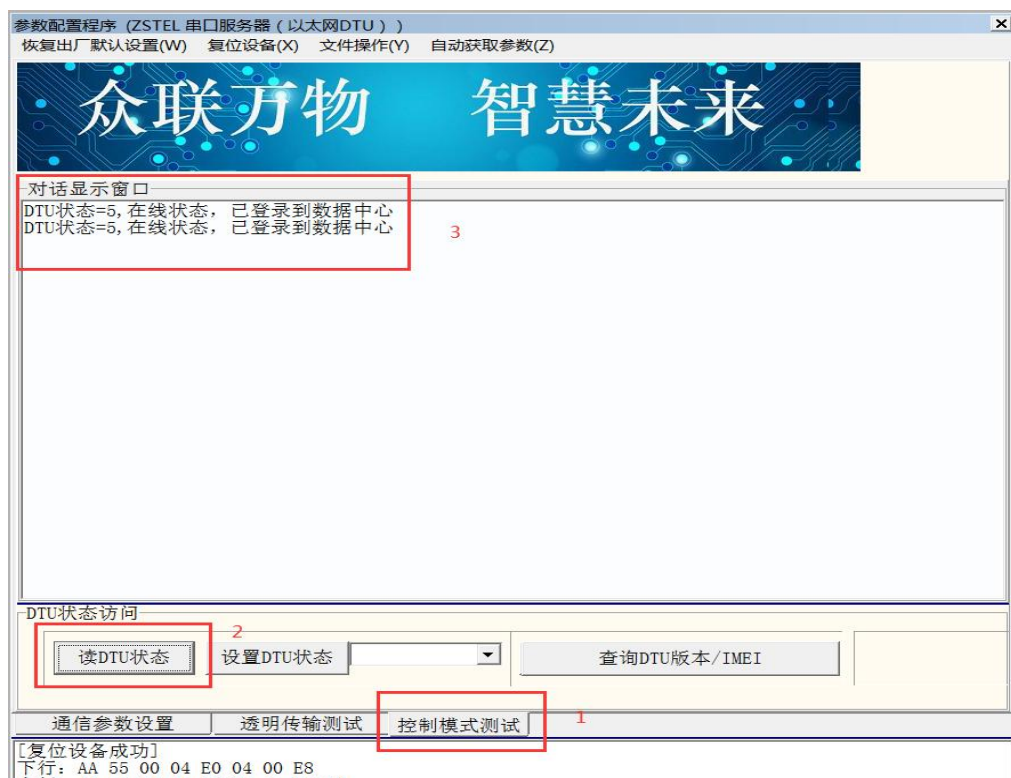 参数配置程序 (ZSTEL 串口服务器（以太网DTU）)
恢复出厂默认设置(W) 复位设备(X) 文件操作(Y) 自动获取参数(Z)
众联万物 智慧未来
对话显示窗口
DTU状态=5,在线状态， 已登录到数据中心
DTU状态=5,在线状态， 已登录到数据中心
3
DTU状态访问
2
读DTU状态 设置DTU状态 查询DTU版本/IMEI
通信参数设置 透明传输测试 控制模式测试 1
[复位设备成功]
下行: AA 55 00 04 E0 04 00 E8